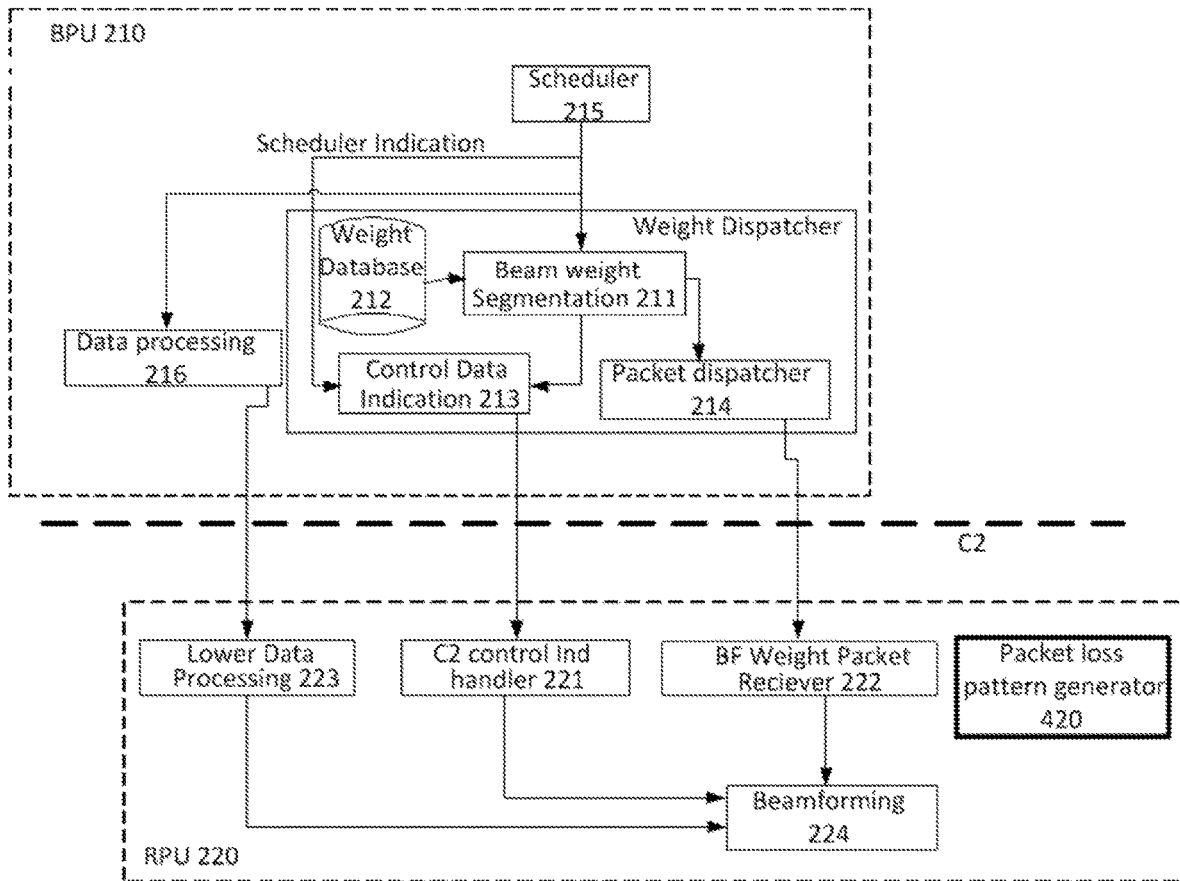 BPU 210
Scheduler
215
Scheduler Indication
Weight Dispatcher
Weight
Database
212
Beam weight
Segmentation 211
Data processing
216
Control Data
Indication 213
Packet dispatcher
214
C2
Lower Data
Processing 223
C2 control Ind
handler 221
BF Weight Packet
Reciever 222
Packet loss
pattern generator
420
Beamforming
224
RPU 220